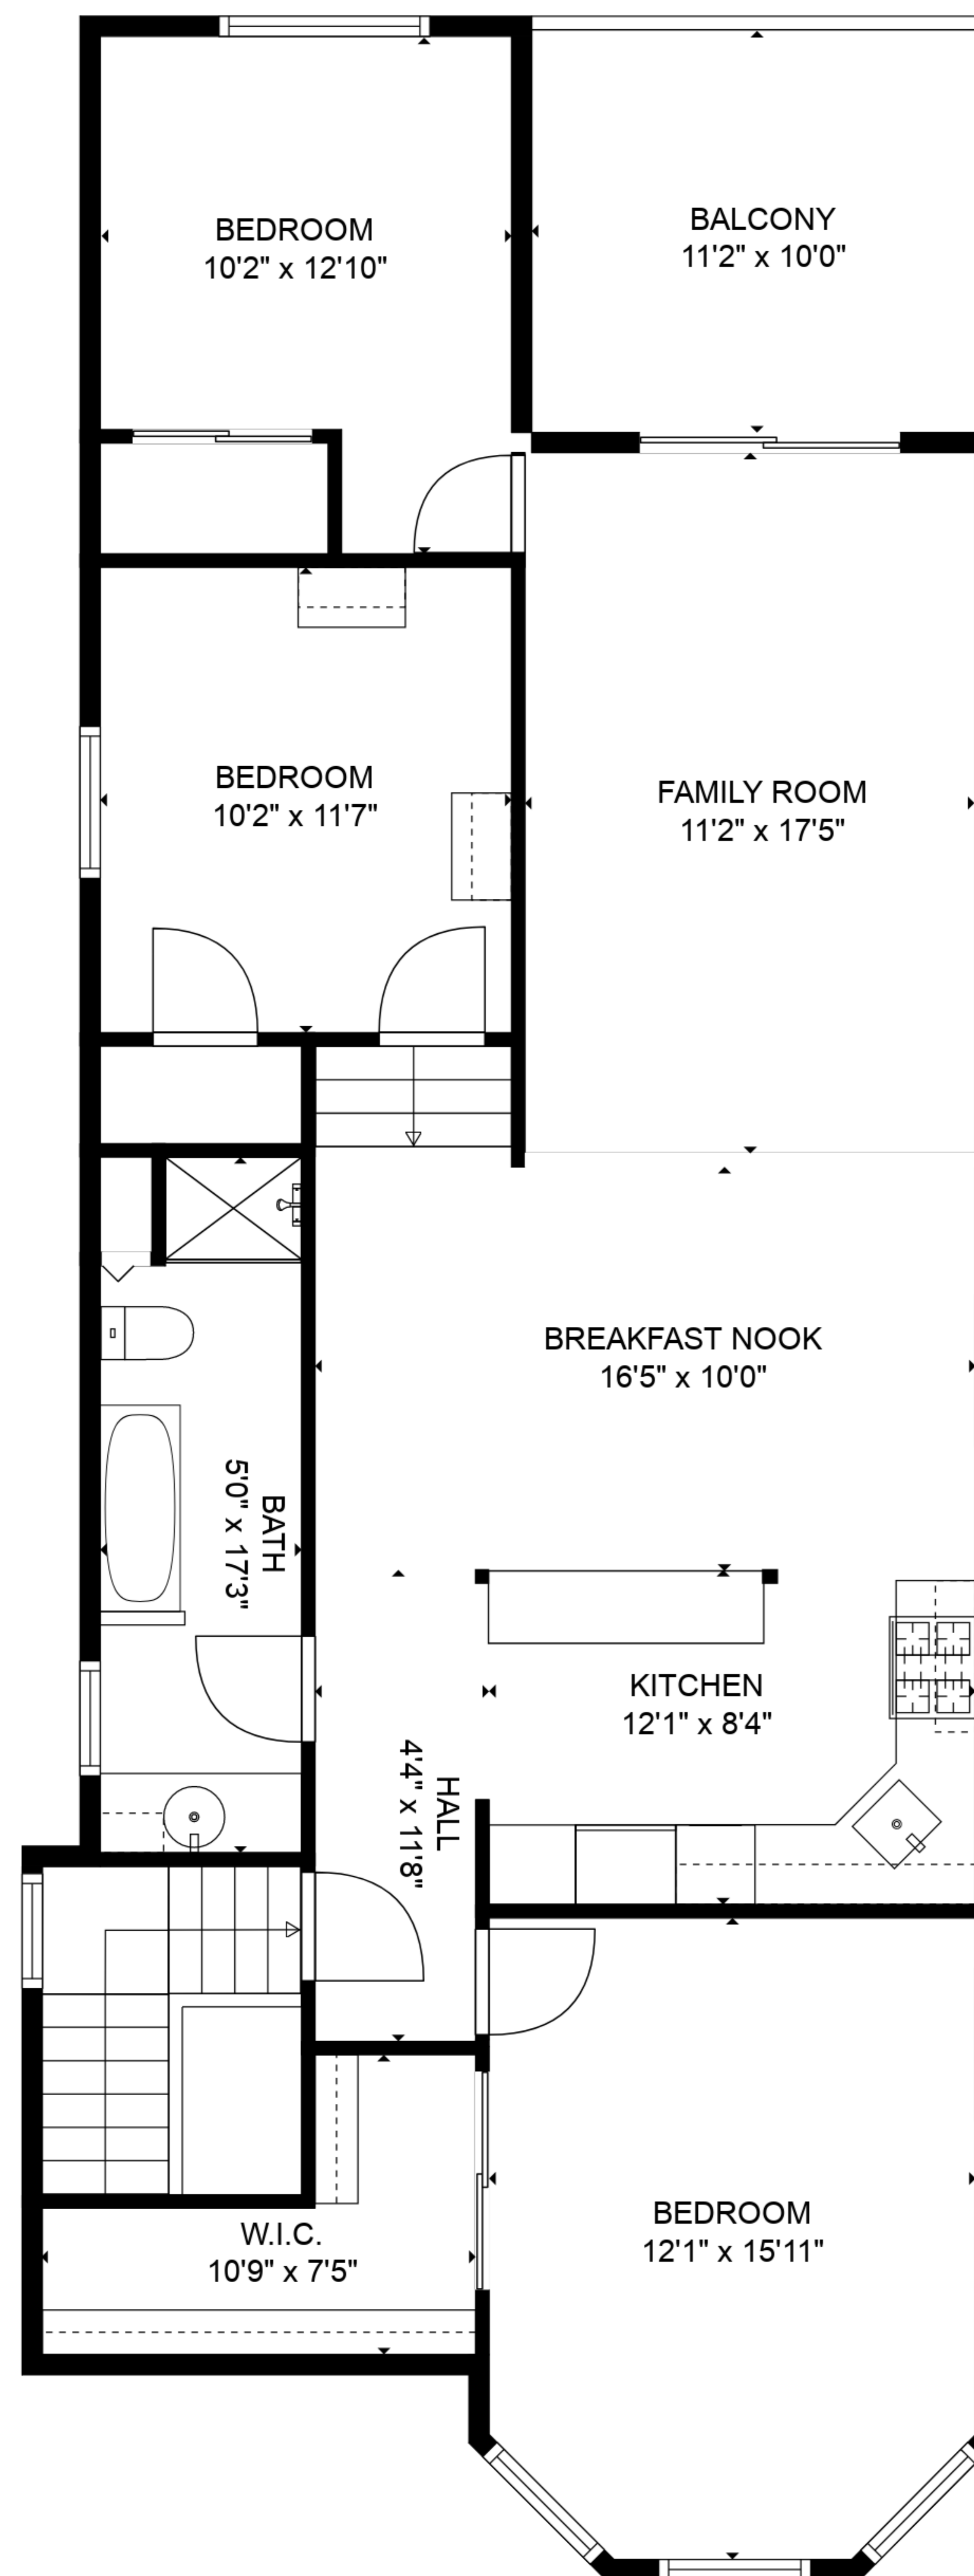 BEDROOM
10'2" x 12'10"
BALCONY
11'2" x 10'0"
BEDROOM
10'2" x 11'7"
FAMILY ROOM
11'2" x 17'5"
BREAKFAST NOOK
16'5" x 10'0"
BATH
5'0" x 17'3"
KITCHEN
12'1" x 8'4"
HALL
4'4" x 11'8"
W.I.C.
10'9" x 7'5"
BEDROOM
12'1" x 15'11"